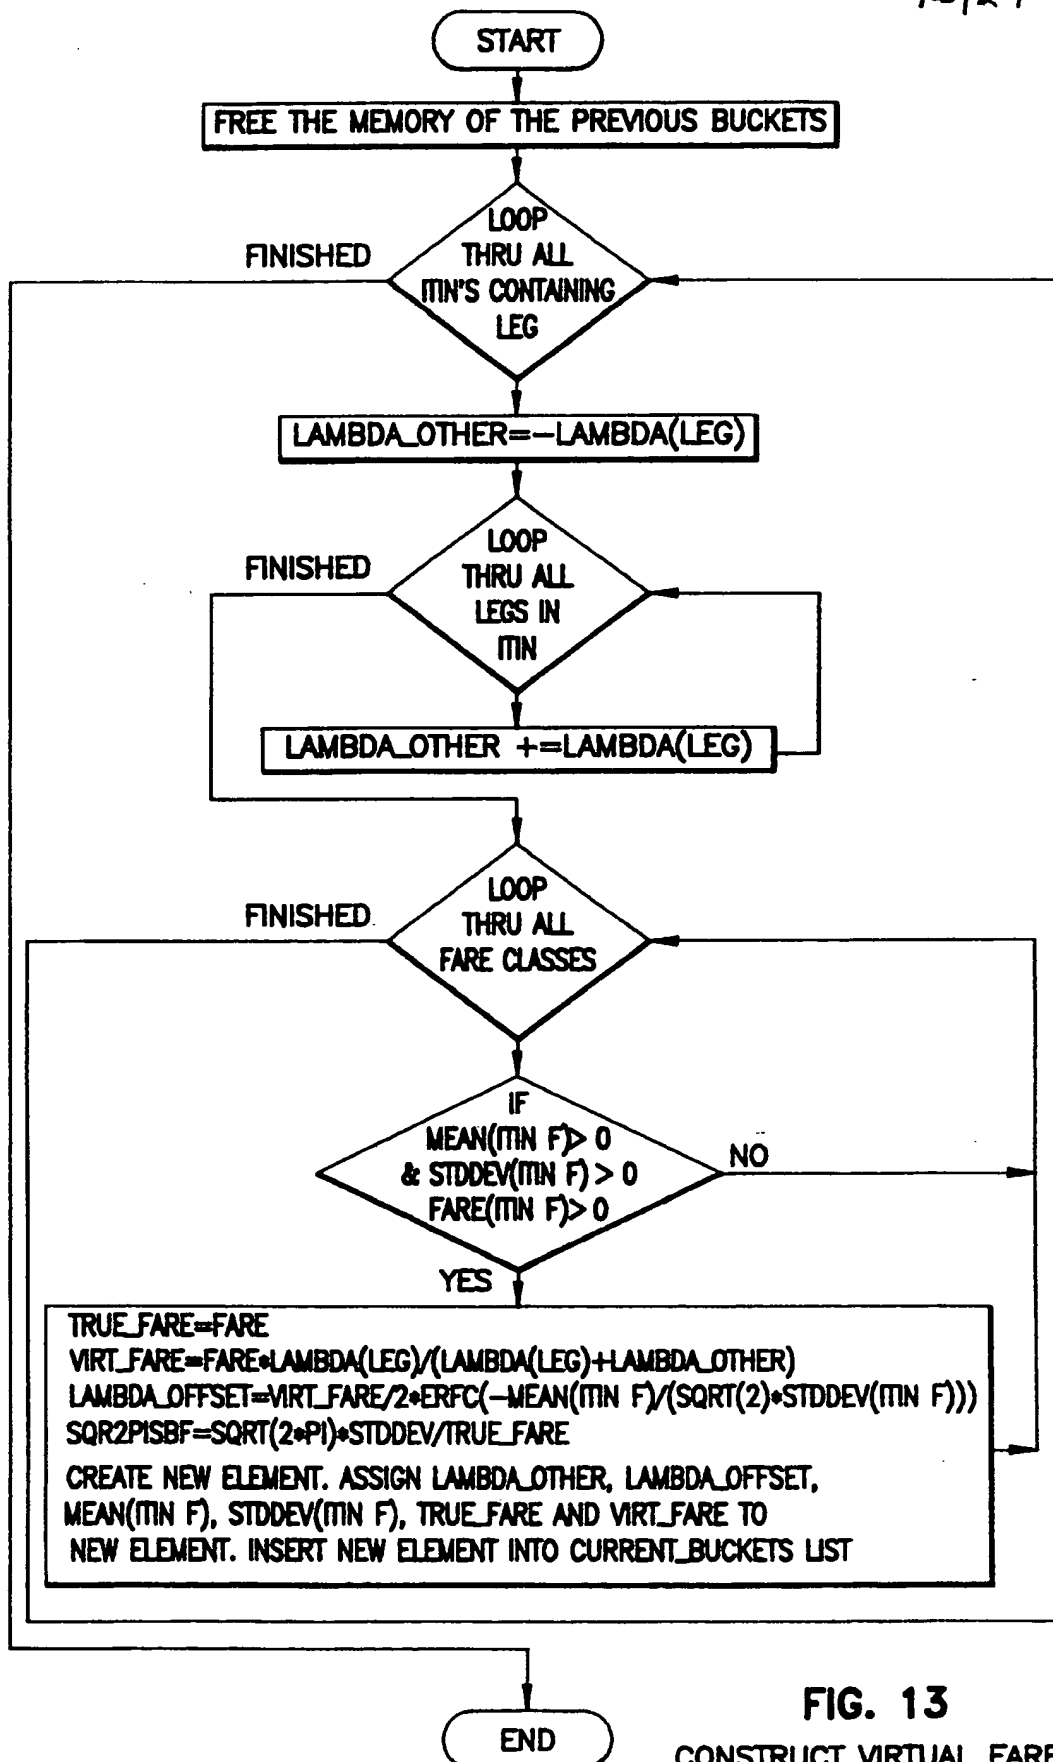 START
FREE THE MEMORY OF THE PREVIOUS BUCKETS
LOOP
THRU ALL
ITIN'S CONTAINING
LEG
FINISHED
LAMBDA_OTHER=-LAMBDA(LEG)
LOOP
THRU ALL
LEGS IN
ITIN
FINISHED
LAMBDA_OTHER +=LAMBDA(LEG)
LOOP
THRU ALL
FARE CLASSES
FINISHED
IF
MEAN(ITIN F)> 0
& STDDEV(ITIN F) > 0
FARE(ITIN F)> 0
NO
YES
TRUE_FARE=FARE
VIRT_FARE=FARE*LAMBDA(LEG)/(LAMBDA(LEG)+LAMBDA_OTHER)
LAMBDA_OFFSET=VIRT_FARE/2*ERFC(-MEAN(ITIN F)/(SQRT(2)*STDDEV(ITIN F)))
SQR2PISBF=SQRT(2*PI)*STDDEV/TRUE_FARE
CREATE NEW ELEMENT. ASSIGN LAMBDA_OTHER, LAMBDA_OFFSET,
MEAN(ITIN F), STDDEV(ITIN F), TRUE_FARE AND VIRT_FARE TO
NEW ELEMENT. INSERT NEW ELEMENT INTO CURRENT_BUCKETS LIST
END
FIG. 13
CONSTRUCT VIRTUAL FARE